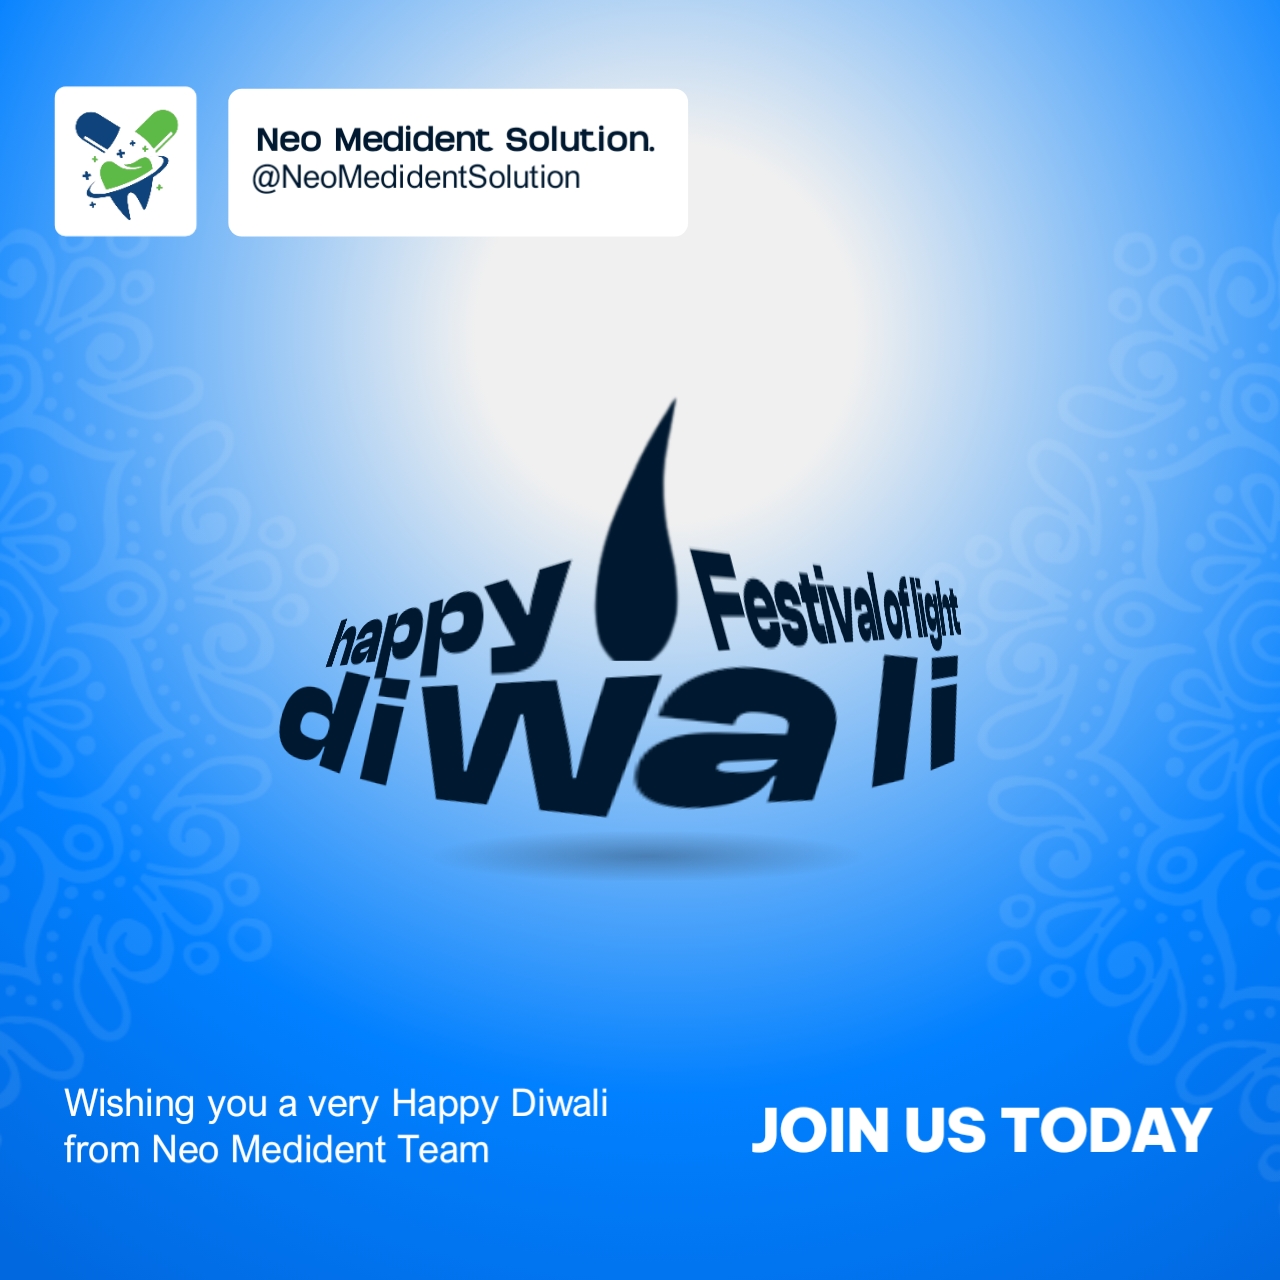 Neo Medident Solution.
@NeoMedidentSolution
happy
Festival of light
diwali
Wishing you a very Happy Diwali
from Neo Medident Team
JOIN US TODAY